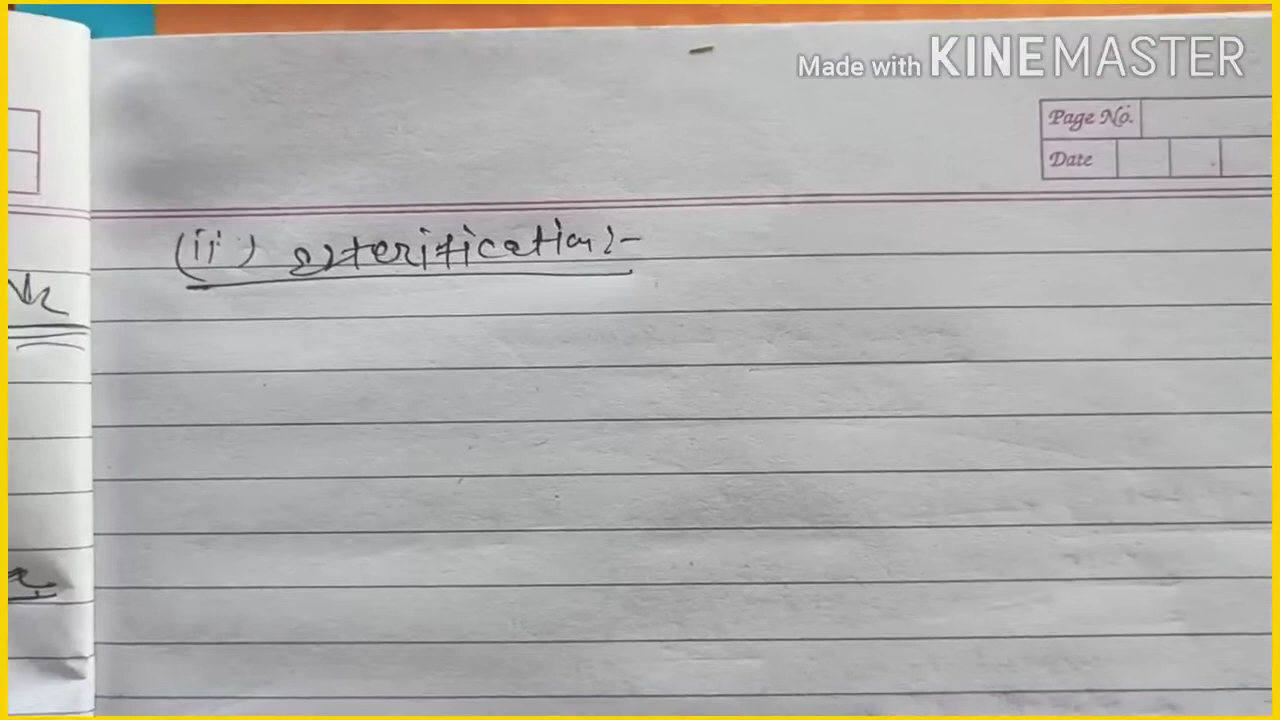 Made with KINEMASTER
Page No.
Date
(ii) esterification :-